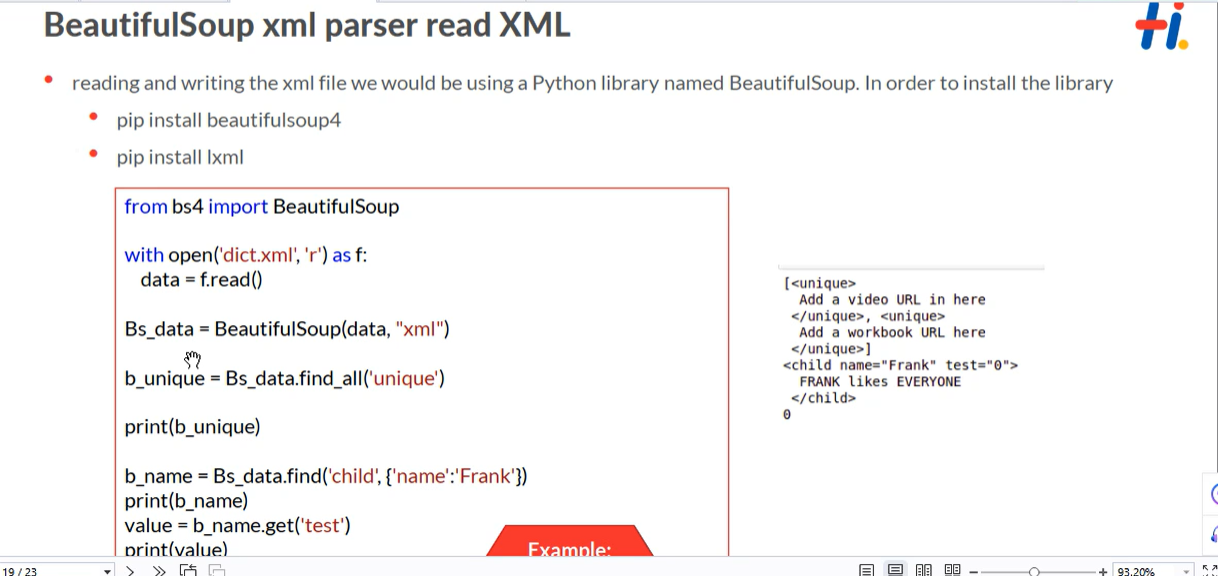 BeautifulSoup xml parser read XML
Hi.
reading and writing the xml file we would be using a Python library named BeautifulSoup. In order to install the library
pip install beautifulsoup4
pip install lxml
from bs4 import BeautifulSoup
with open('dict.xml', 'r') as f:
data = f.read()
Bs_data = BeautifulSoup(data, "xml")
b_unique = Bs_data.find_all('unique')
print(b_unique)
b_name = Bs_data.find('child', {'name':'Frank'})
print(b_name)
value = b_name.get('test')
print(value)
Example:
[<unique>
Add a video URL in here
</unique>, <unique>
Add a workbook URL here
</unique>]
<child name="Frank" test="0">
FRANK likes EVERYONE
</child>
0
19 / 23
93.20%